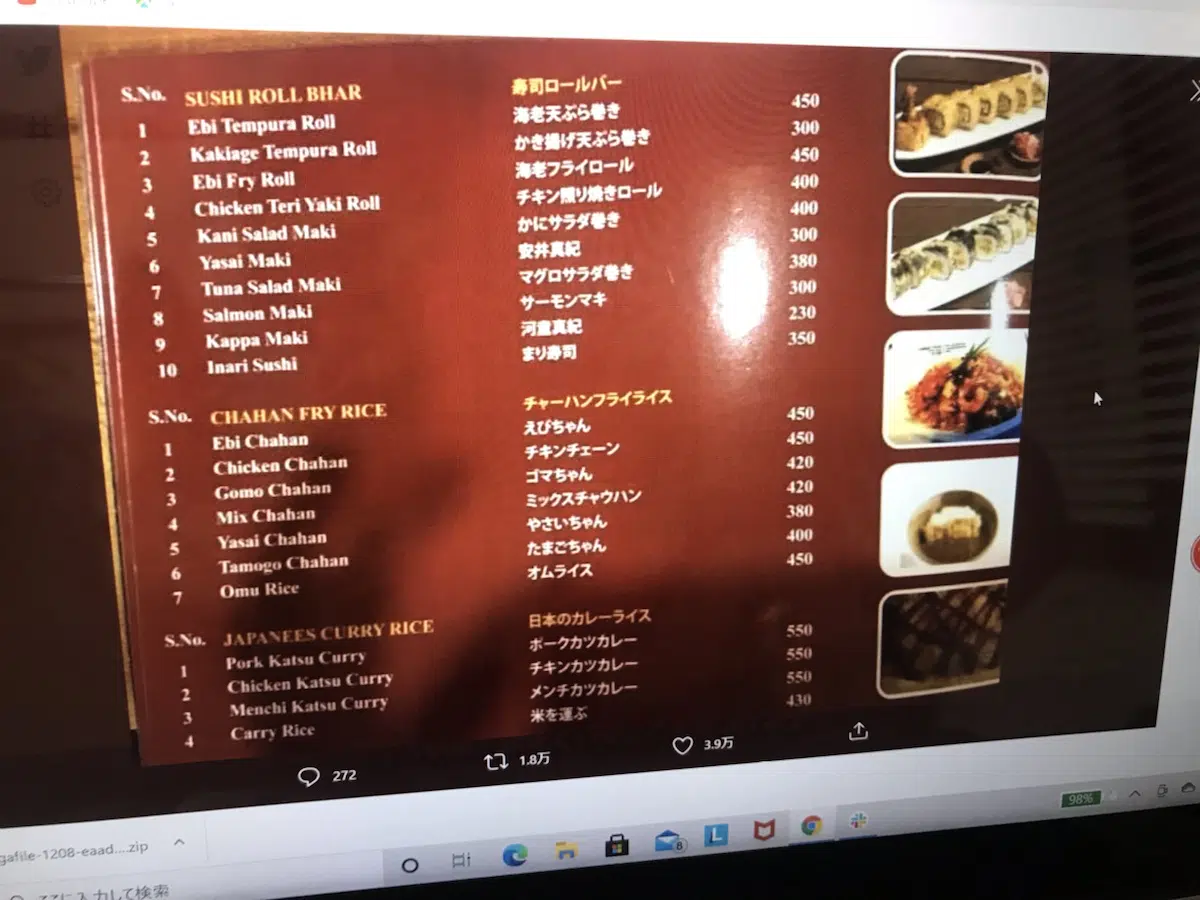 S.No. SUSHI ROLL BHAR 寿司ロールバー
1 Ebi Tempura Roll 海老天ぷら巻き 450
2 Kakiage Tempura Roll かき揚げ天ぷら巻き 300
3 Ebi Fry Roll 海老フライロール 450
4 Chicken Teri Yaki Roll チキン照り焼きロール 400
5 Kani Salad Maki かにサラダ巻き 400
6 Yasai Maki 安井真紀 300
7 Tuna Salad Maki マグロサラダ巻き 380
8 Salmon Maki サーモンマキ 300
9 Kappa Maki 河童真紀 230
10 Inari Sushi まり寿司 350
S.No. CHAHAN FRY RICE チャーハンフライライス
1 Ebi Chahan えびちゃん 450
2 Chicken Chahan チキンチェーン 450
3 Gomo Chahan ゴマちゃん 420
4 Mix Chahan ミックスチャウハン 420
5 Yasai Chahan やさいちゃん 380
6 Tamogo Chahan たまごちゃん 400
7 Omu Rice オムライス 450
S.No. JAPANEES CURRY RICE 日本のカレーライス
1 Pork Katsu Curry ポークカツカレー 550
2 Chicken Katsu Curry チキンカツカレー 550
3 Menchi Katsu Curry メンチカツカレー 550
4 Carry Rice 米を運ぶ 430
272 1.8万 3.9万
98%
gafile-1208-eaad....zip
8
L
ここに入力して検索